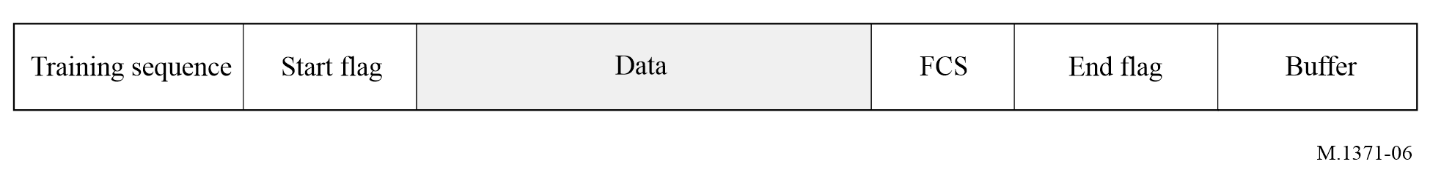 Training sequence Start flag Data FCS End flag Buffer
M.1371-06